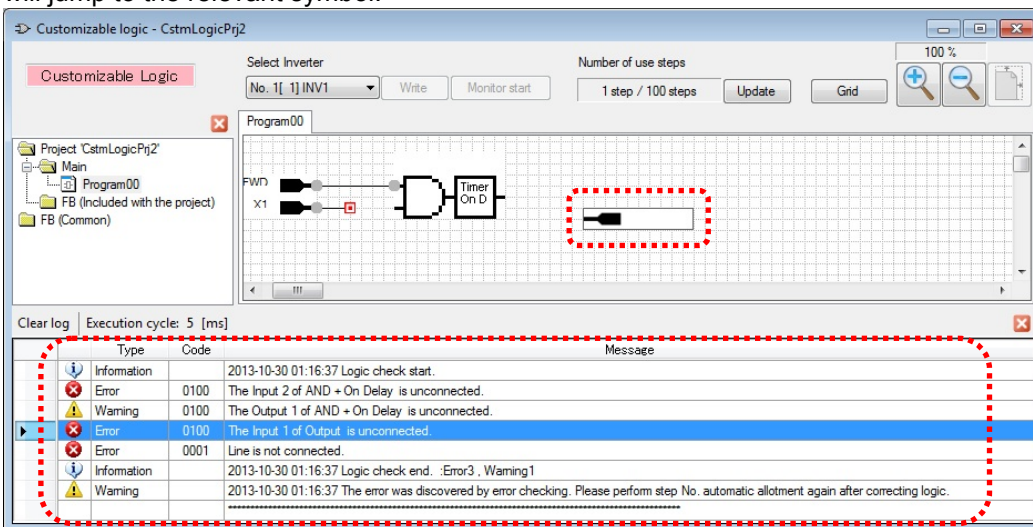 will jump to the relevant symbol.
Customizable logic - CstmLogicPrj2
Customizable Logic
Select Inverter
No. 1[ 1] INV1
Write
Monitor start
Number of use steps
1 step / 100 steps
Update
Grid
100 %
Project 'CstmLogicPrj2'
Main
Program00
FB (Included with the project)
FB (Common)
Program00
FWD
X1
Timer
On D
Clear log
Execution cycle: 5 [ms]
Type Code Message
Information 2013-10-30 01:16:37 Logic check start.
Error 0100 The Input 2 of AND + On Delay is unconnected.
Warning 0100 The Output 1 of AND + On Delay is unconnected.
Error 0100 The Input 1 of Output is unconnected.
Error 0001 Line is not connected.
Information 2013-10-30 01:16:37 Logic check end. :Error3 , Warning1
Warning 2013-10-30 01:16:37 The error was discovered by error checking. Please perform step No. automatic allotment again after correcting logic.